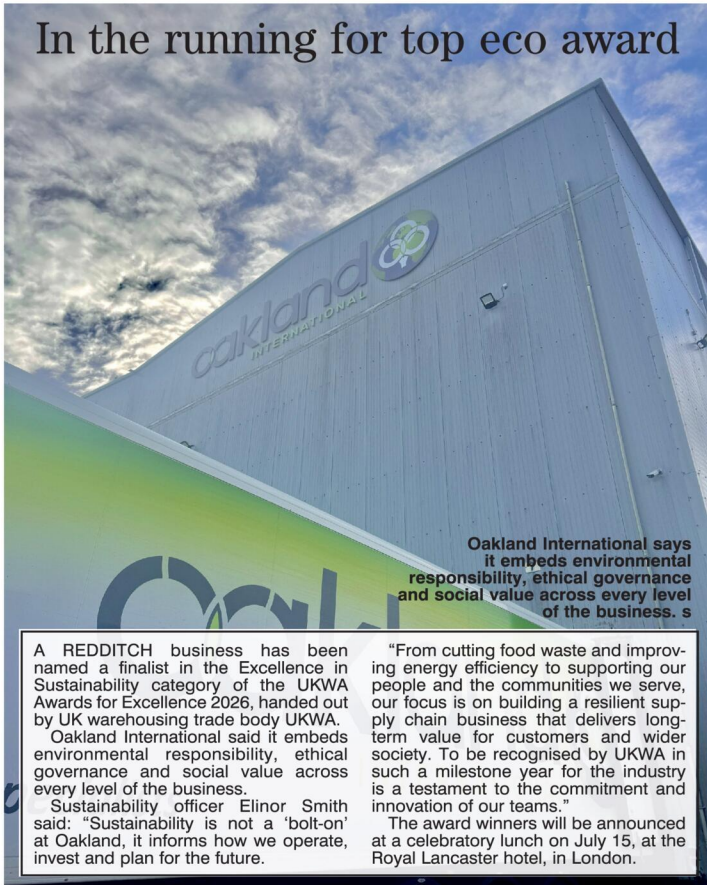 In the running for top eco award
oakland
INTERNATIONAL
Oakl
Oakland International says
it embeds environmental
responsibility, ethical governance
and social value across every level
of the business. s
A REDDITCH business has been
named a finalist in the Excellence in
Sustainability category of the UKWA
Awards for Excellence 2026, handed out
by UK warehousing trade body UKWA.
Oakland International said it embeds
environmental responsibility, ethical
governance and social value across
every level of the business.
Sustainability officer Elinor Smith
said: “Sustainability is not a ‘bolt-on’
at Oakland, it informs how we operate,
invest and plan for the future.
“From cutting food waste and improv-
ing energy efficiency to supporting our
people and the communities we serve,
our focus is on building a resilient sup-
ply chain business that delivers long-
term value for customers and wider
society. To be recognised by UKWA in
such a milestone year for the industry
is a testament to the commitment and
innovation of our teams.”
The award winners will be announced
at a celebratory lunch on July 15, at the
Royal Lancaster hotel, in London.